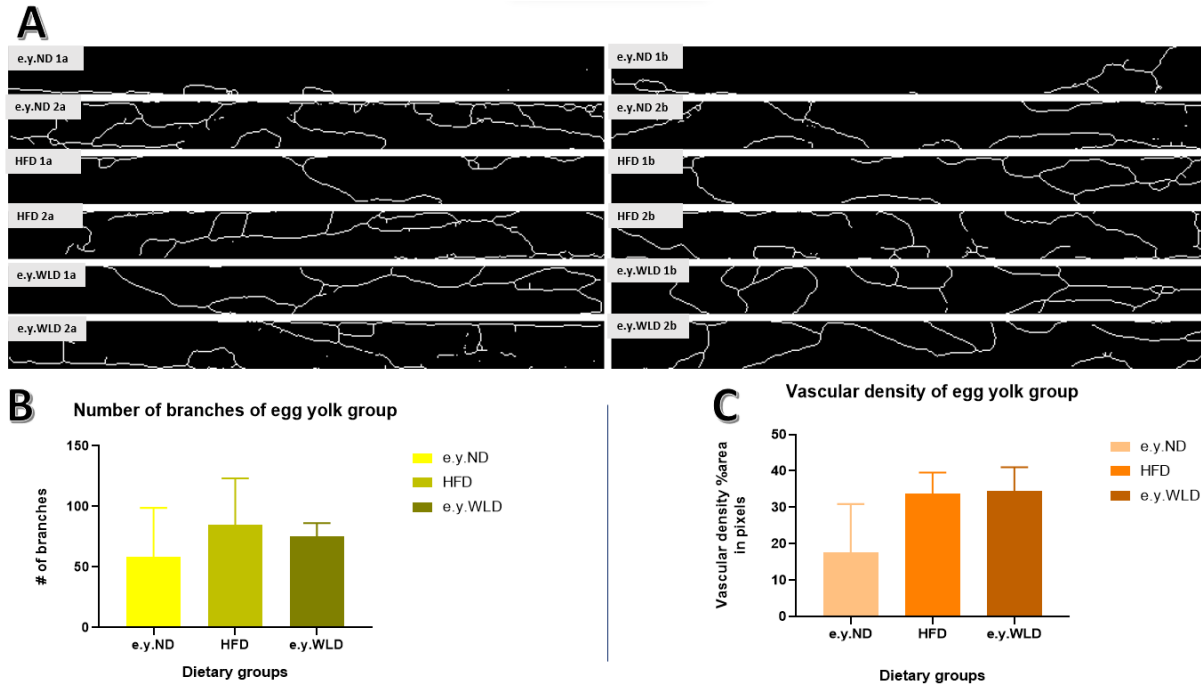 A
e.y.ND 1a
e.y.ND 1b
e.y.ND 2a
e.y.ND 2b
HFD 1a
HFD 1b
HFD 2a
HFD 2b
e.y.WLD 1a
e.y.WLD 1b
e.y.WLD 2a
e.y.WLD 2b
B
Number of branches of egg yolk group
# of branches
150
100
50
0
e.y.ND
HFD
e.y.WLD
Dietary groups
e.y.ND
HFD
e.y.WLD
C
Vascular density of egg yolk group
Vascular density %area
in pixels
50
40
30
20
10
0
e.y.ND
HFD
e.y.WLD
Dietary groups
e.y.ND
HFD
e.y.WLD